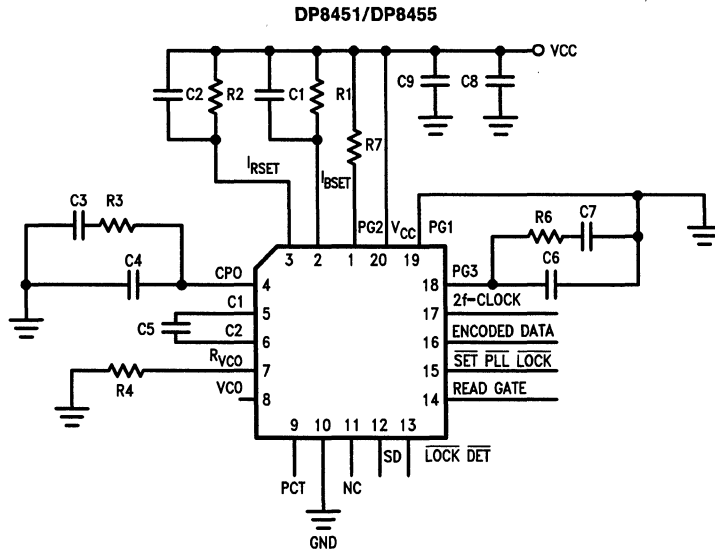 DP8451/DP8455
VCC
C2 R2 C1 R1 C9 C8
R7
IRSET IBSET
C3 R3
PG2 VCC PG1
R6 C7
C4 CPO 3 2 1 20 19 PG3 C6
4 18
C1 5 17 2f-CLOCK
C5 C2 6 16 ENCODED DATA
RVCO 7 15 SET PLL LOCK
R4 VCO 8 14 READ GATE
9 10 11 12 13
SD LOCK DET
PCT NC
GND